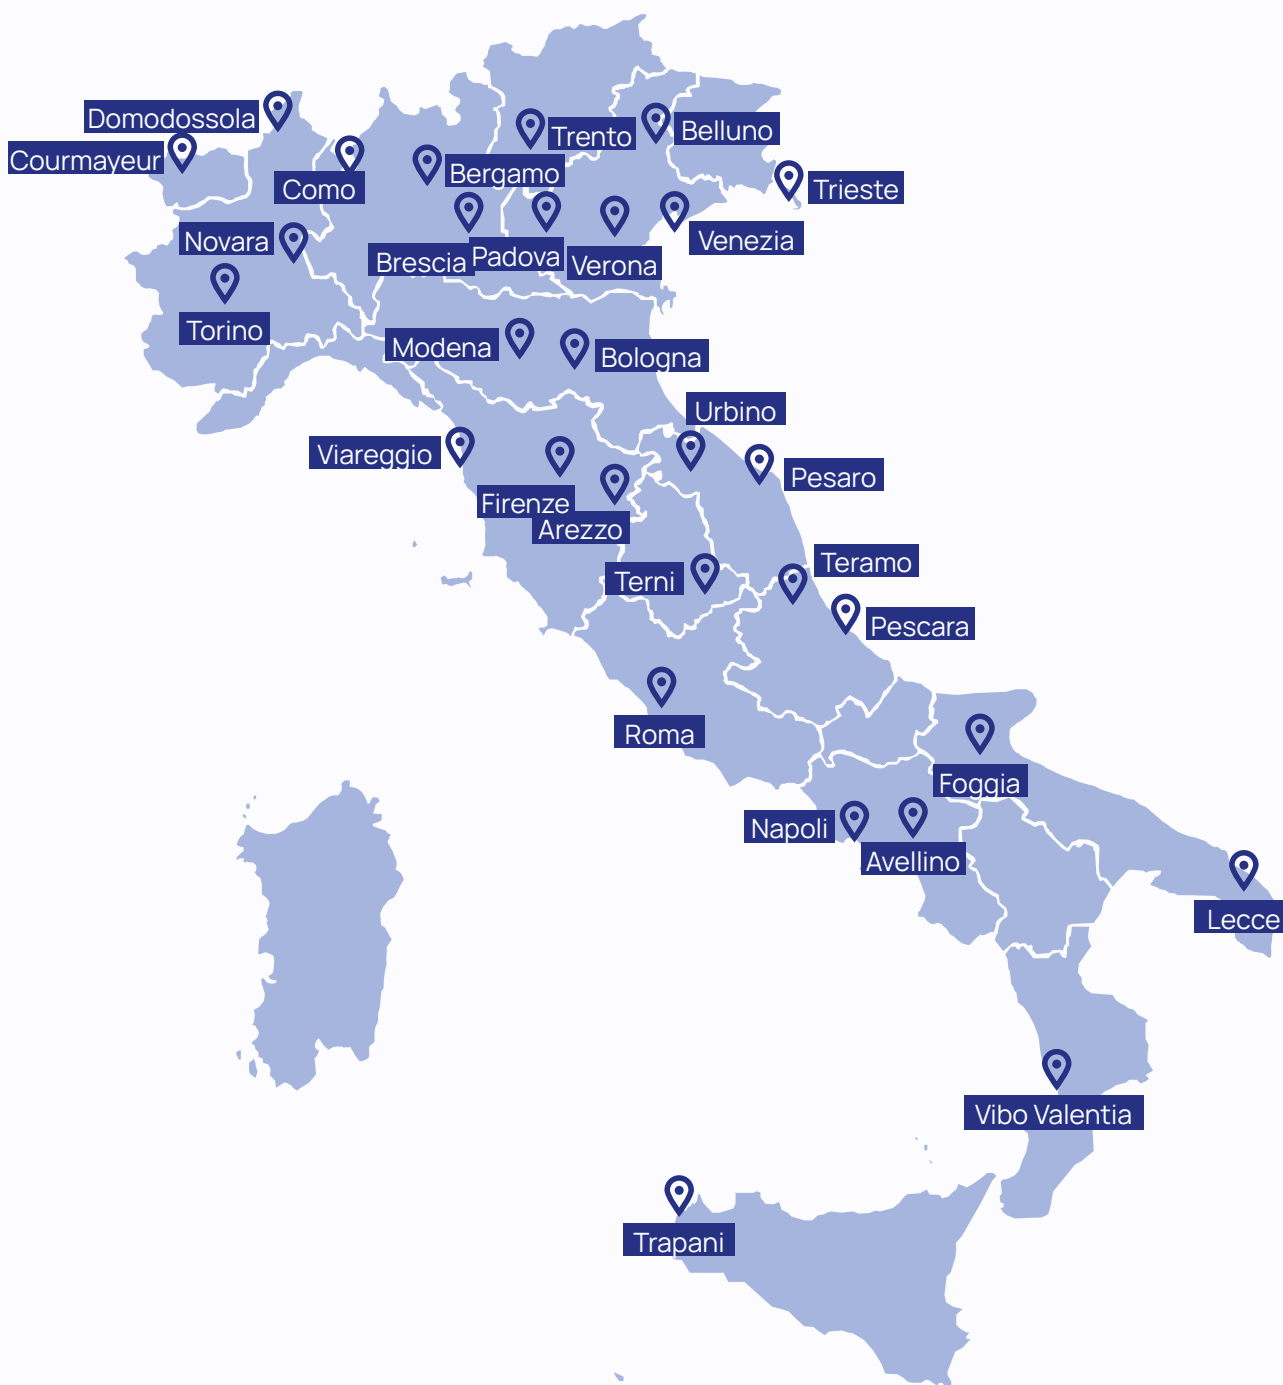 Domodossola
Courmayeur
Como
Trento
Belluno
Bergamo
Trieste
Novara
Brescia
Padova
Verona
Venezia
Torino
Modena
Bologna
Urbino
Viareggio
Pesaro
Firenze
Arezzo
Teramo
Terni
Pescara
Roma
Foggia
Napoli
Avellino
Lecce
Vibo Valentia
Trapani